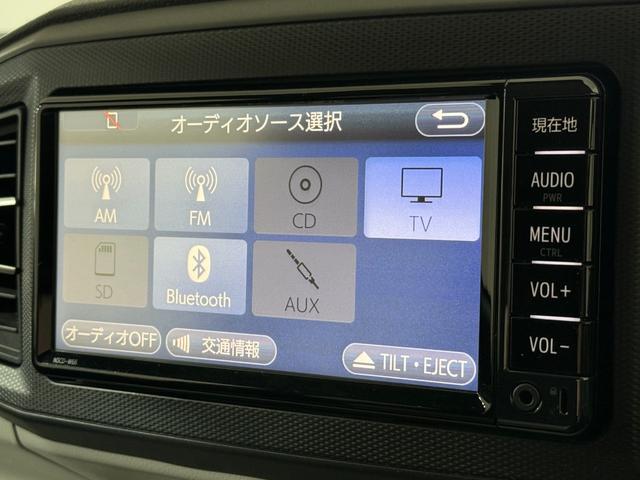 オーディオソース選択
AM
FM
CD
TV
SD
Bluetooth
AUX
オーディオOFF
交通情報
TILT・EJECT
現在地
AUDIO
PWR
MENU
CTRL
VOL+
VOL−
NSCD-W66